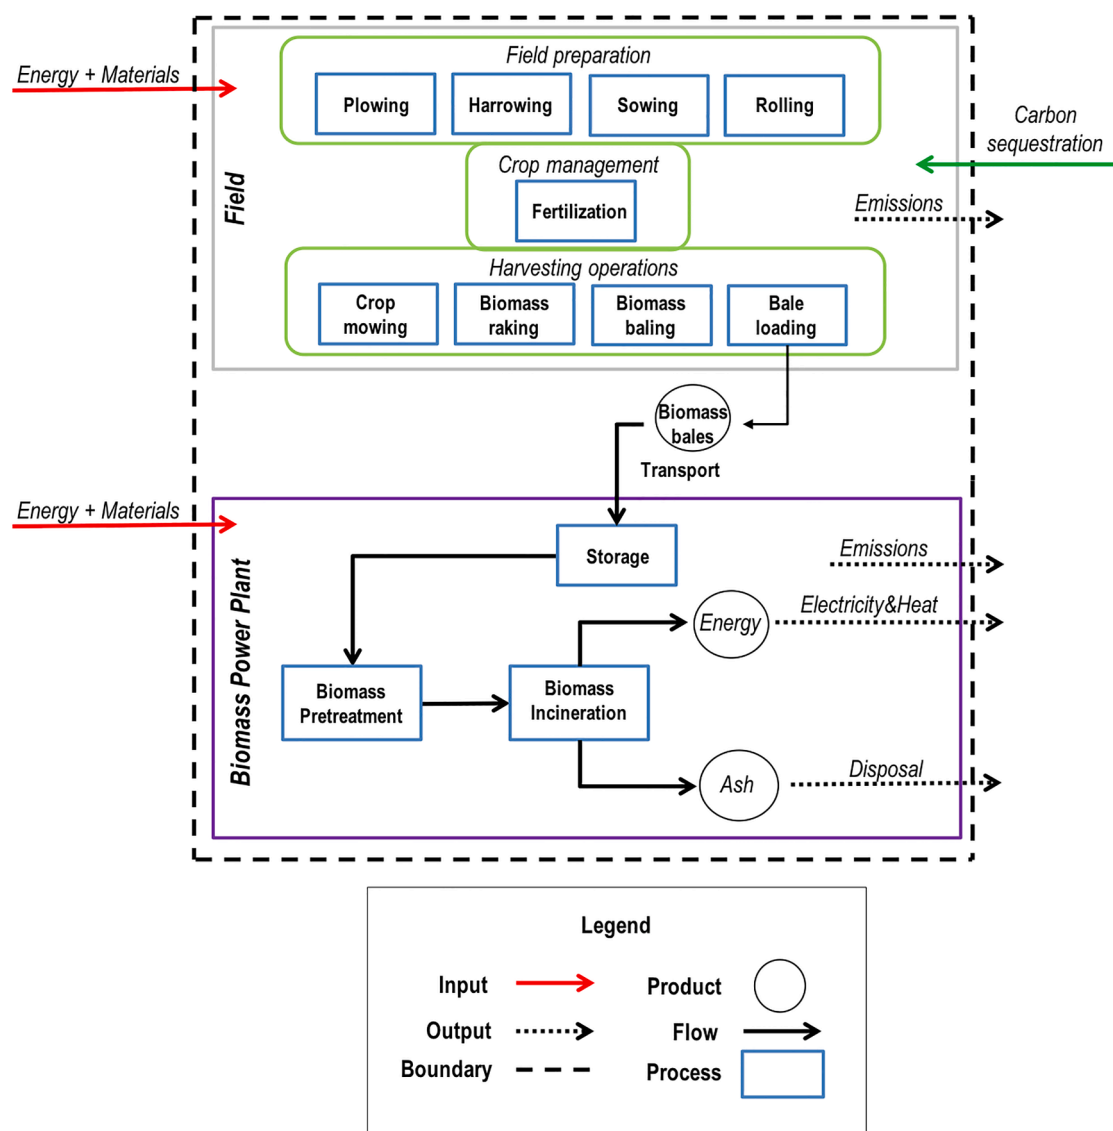 Field preparation
Energy + Materials
Plowing
Harrowing
Sowing
Rolling
Carbon
sequestration
Crop management
Field
Fertilization
Emissions
Harvesting operations
Crop
mowing
Biomass
raking
Biomass
baling
Bale
loading
Biomass
bales
Transport
Energy + Materials
Biomass Power Plant
Storage
Emissions
Electricity&Heat
Energy
Biomass
Pretreatment
Biomass
Incineration
Ash
Disposal
Legend
Input
Product
Output
Flow
Boundary
Process